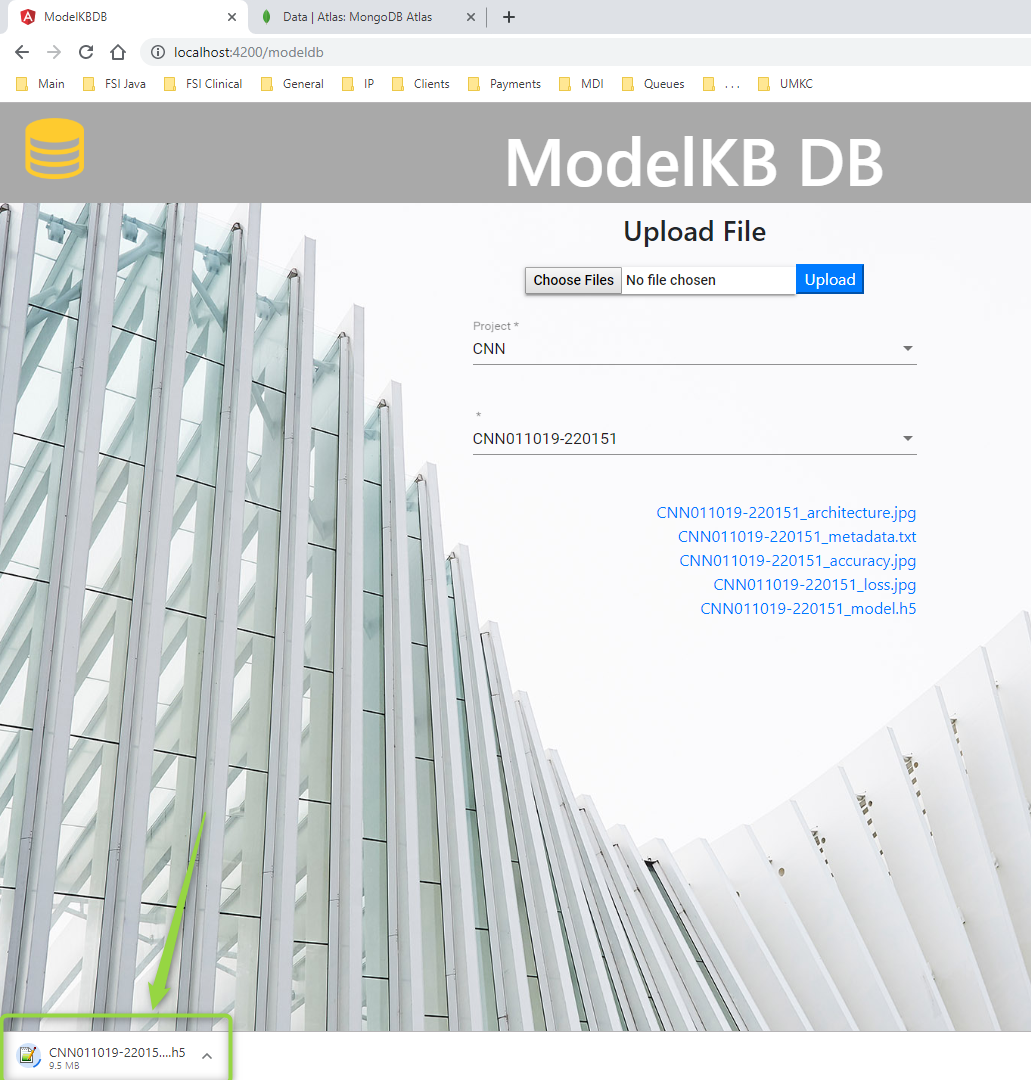 ModelKBDB
Data | Atlas: MongoDB Atlas
localhost:4200/modeldb
Main FSI Java FSI Clinical General IP Clients Payments MDI Queues ... UMKC
ModelKB DB
Upload File
Choose Files No file chosen Upload
Project *
CNN
*
CNN011019-220151
CNN011019-220151_architecture.jpg
CNN011019-220151_metadata.txt
CNN011019-220151_accuracy.jpg
CNN011019-220151_loss.jpg
CNN011019-220151_model.h5
CNN011019-22015....h5
9.5 MB